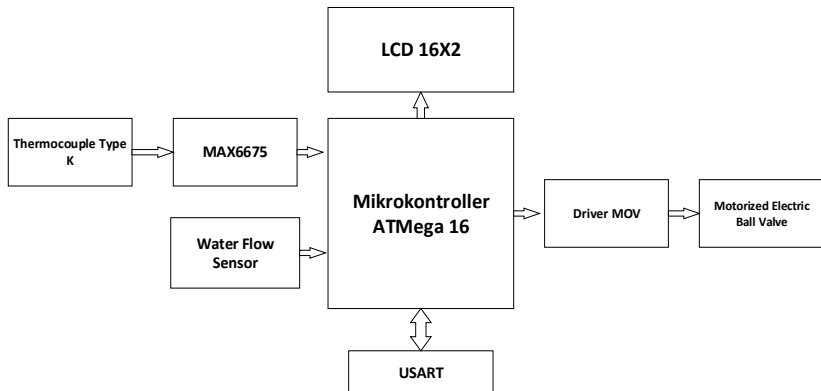 LCD 16X2
Thermocouple Type
K
MAX6675
Mikrokontroller
ATMega 16
Driver MOV
Motorized Electric
Ball Valve
Water Flow
Sensor
USART